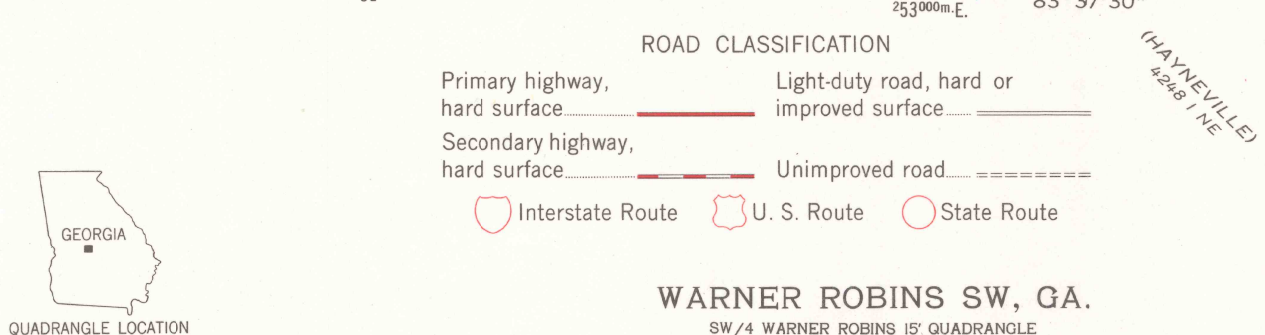 ²53⁰⁰⁰ᵐ·E.
ROAD CLASSIFICATION
Primary highway,
hard surface
Light-duty road, hard or
improved surface
Secondary highway,
hard surface
Unimproved road
Interstate Route
U. S. Route
State Route
(HAYNEVILLE)
4248 I NE
GEORGIA
QUADRANGLE LOCATION
WARNER ROBINS SW, GA.
SW/4 WARNER ROBINS 15' QUADRANGLE